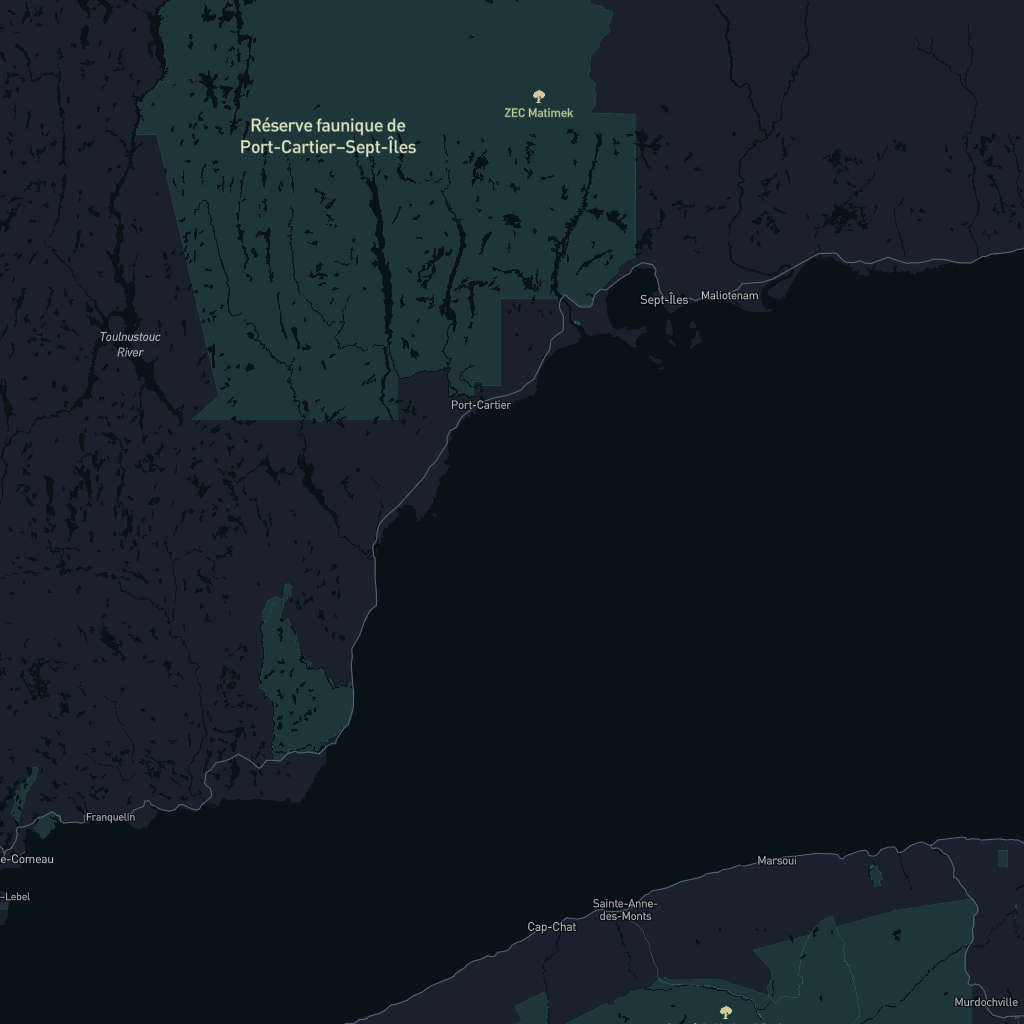 ZEC Matimek
Réserve faunique de
Port-Cartier–Sept-Îles
Sept-Îles
Maliotenam
Toulnustouc
River
Port-Cartier
Franquelin
e-Comeau
-Lebel
Marsoui
Sainte-Anne-
des-Monts
Cap-Chat
Murdochville